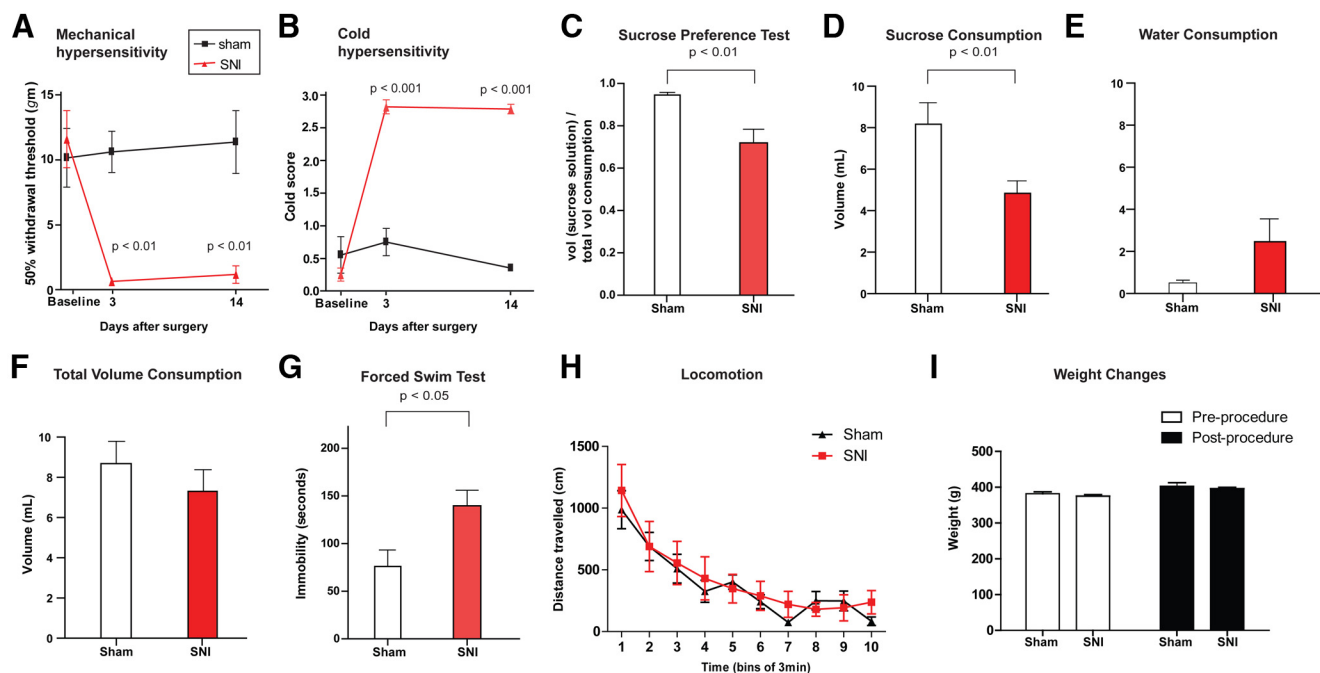 A
Mechanical
hypersensitivity
sham
SNI
50% withdrawal threshold (gm)
15
10
5
0
p < 0.01
p < 0.01
Baseline
3
14
Days after surgery
B
Cold
hypersensitivity
Cold score
3.0
2.5
2.0
1.5
1.0
0.5
0.0
p < 0.001
p < 0.001
Baseline
3
14
Days after surgery
C
Sucrose Preference Test
p < 0.01
vol (sucrose solution) /
total vol consumption
1.0
0.8
0.6
0.4
0.2
0.0
Sham
SNI
D
Sucrose Consumption
p < 0.01
Volume (mL)
10
8
6
4
2
0
Sham
SNI
E
Water Consumption
10
8
6
4
2
0
Sham
SNI
F
Total Volume Consumption
Volume (mL)
10
8
6
4
2
0
Sham
SNI
G
Forced Swim Test
p < 0.05
Immobility (seconds)
200
150
100
50
0
Sham
SNI
H
Locomotion
Sham
SNI
Distance travelled (cm)
1500
1000
500
0
1 2 3 4 5 6 7 8 9 10
Time (bins of 3min)
I
Weight Changes
Pre-procedure
Post-procedure
Weight (g)
600
400
200
0
Sham
SNI
Sham
SNI